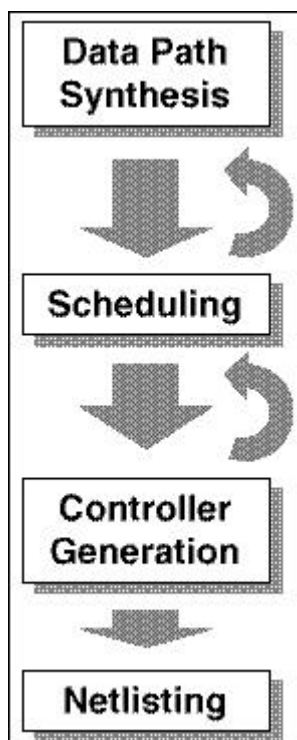 Data Path
Synthesis
Scheduling
Controller
Generation
Netlisting